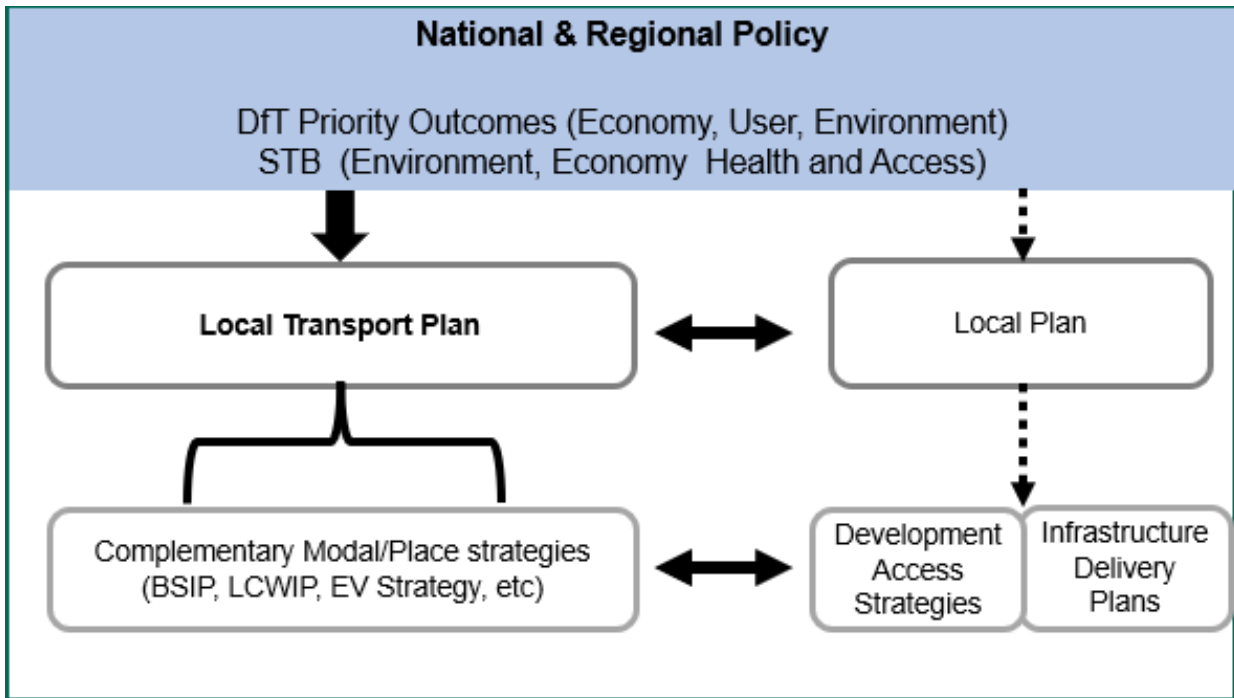 National & Regional Policy
DfT Priority Outcomes (Economy, User, Environment)
STB (Environment, Economy Health and Access)
Local Transport Plan
Local Plan
Complementary Modal/Place strategies
(BSIP, LCWIP, EV Strategy, etc)
Development
Access
Strategies
Infrastructure
Delivery
Plans